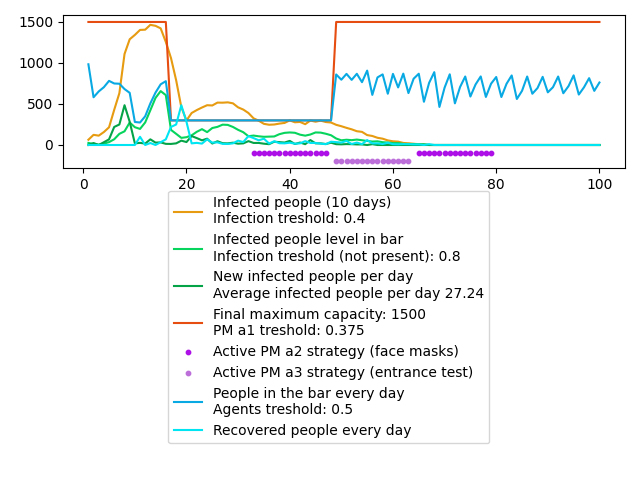 1500
1000
500
0
0 20 40 60 80 100
Infected people (10 days)
Infection treshold: 0.4
Infected people level in bar
Infection treshold (not present): 0.8
New infected people per day
Average infected people per day 27.24
Final maximum capacity: 1500
PM a1 treshold: 0.375
Active PM a2 strategy (face masks)
Active PM a3 strategy (entrance test)
People in the bar every day
Agents treshold: 0.5
Recovered people every day